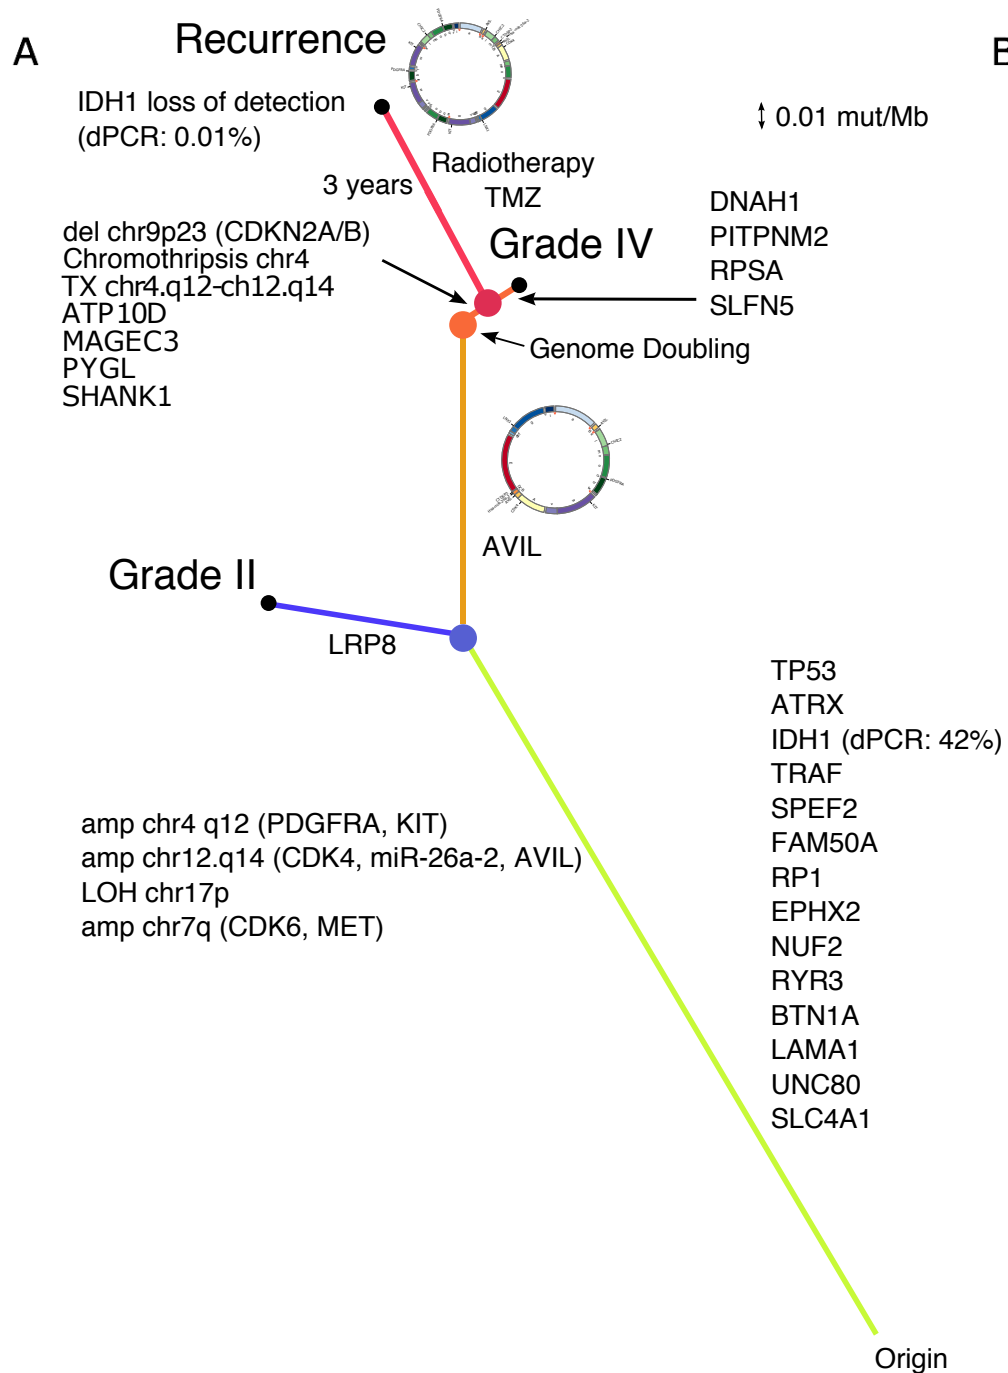 A
Recurrence
B
IDH1 loss of detection
(dPCR: 0.01%)
0.01 mut/Mb
Radiotherapy
TMZ
3 years
DNAH1
PITPNM2
RPSA
SLFN5
del chr9p23 (CDKN2A/B)
Chromothripsis chr4
TX chr4.q12-ch12.q14
ATP10D
MAGEC3
PYGL
SHANK1
Grade IV
Genome Doubling
AVIL
Grade II
LRP8
TP53
ATRX
IDH1 (dPCR: 42%)
TRAF
SPEF2
FAM50A
RP1
EPHX2
NUF2
RYR3
BTN1A
LAMA1
UNC80
SLC4A1
amp chr4 q12 (PDGFRA, KIT)
amp chr12.q14 (CDK4, miR-26a-2, AVIL)
LOH chr17p
amp chr7q (CDK6, MET)
Origin